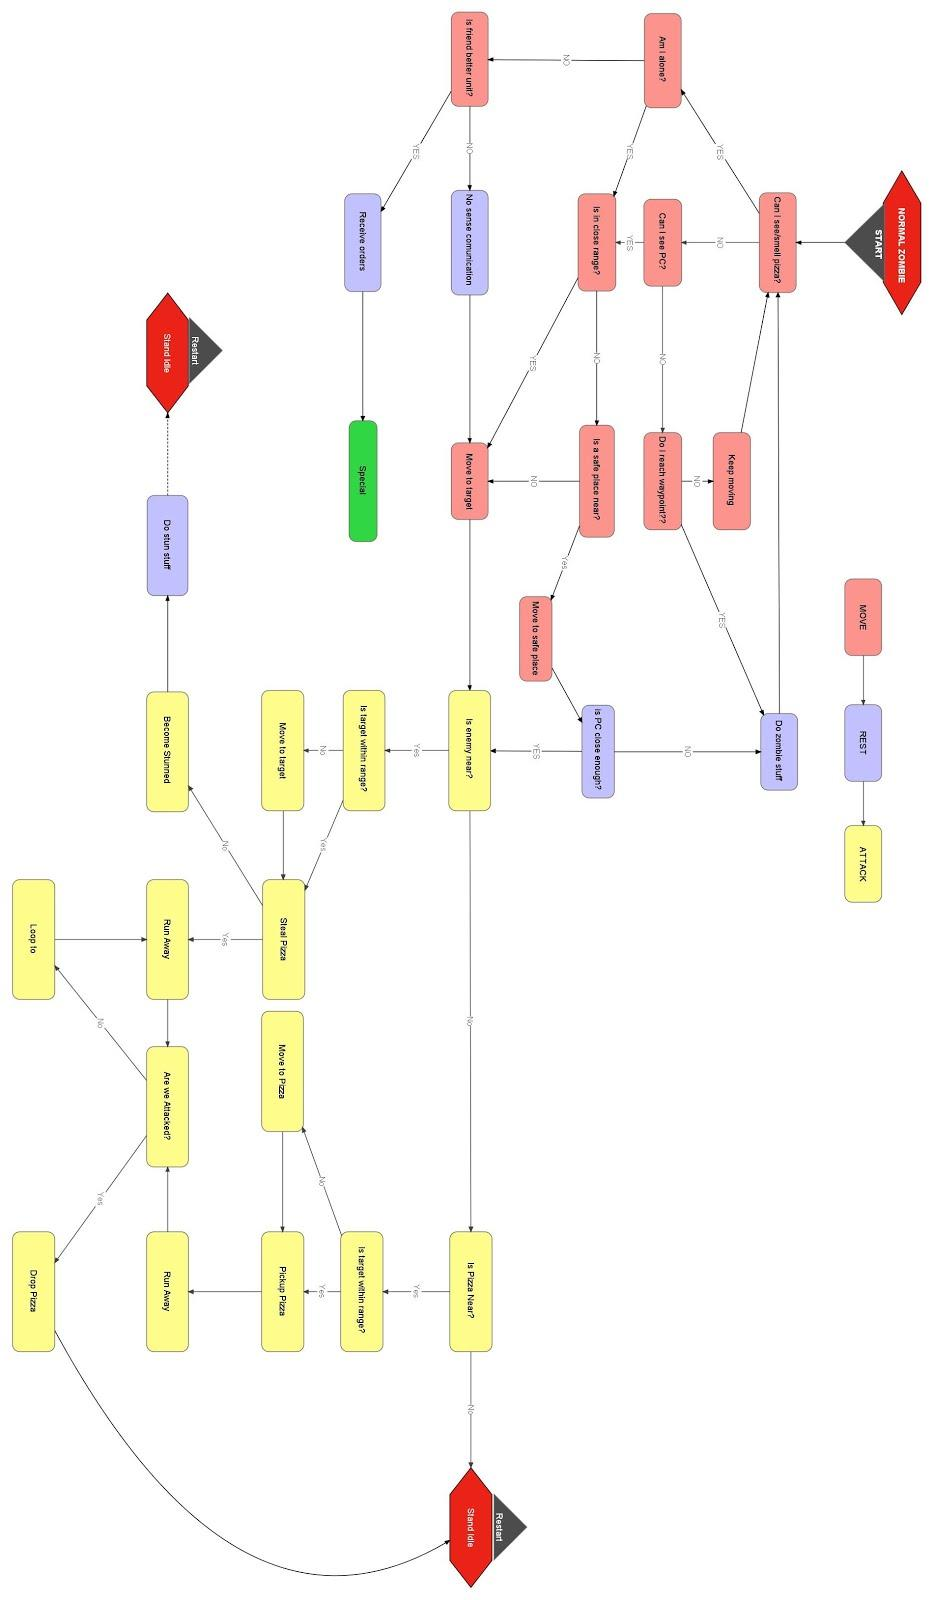 NORMAL ZOMBIE
START
MOVE
REST
ATTACK
Can I see/smell pizza?
Do zombie stuff
Keep moving
YES
NO
YES
NO
Am I alone?
Can I see PC?
NO
Do I reach waypoint??
NO
YES
YES
Is in close range?
NO
Is a safe place near?
is PC close enough?
NO
Yes
YES
NO
Move to safe place
YES
Restart
Is friend better unit?
NO
No sense comunication
Move to target
Is enemy near?
No
Is Pizza Near?
No
Stand Idle
YES
Yes
Yes
Receive orders
Special
Is target within range?
Is target within range?
No
Yes
No
Yes
Move to target
Steal Pizza
Move to Pizza
Pickup Pizza
No
Yes
Restart
Stand Idle
Do stun stuff
Become Stunned
Run Away
Are we Attacked?
Run Away
No
Yes
Loop to
Drop Pizza